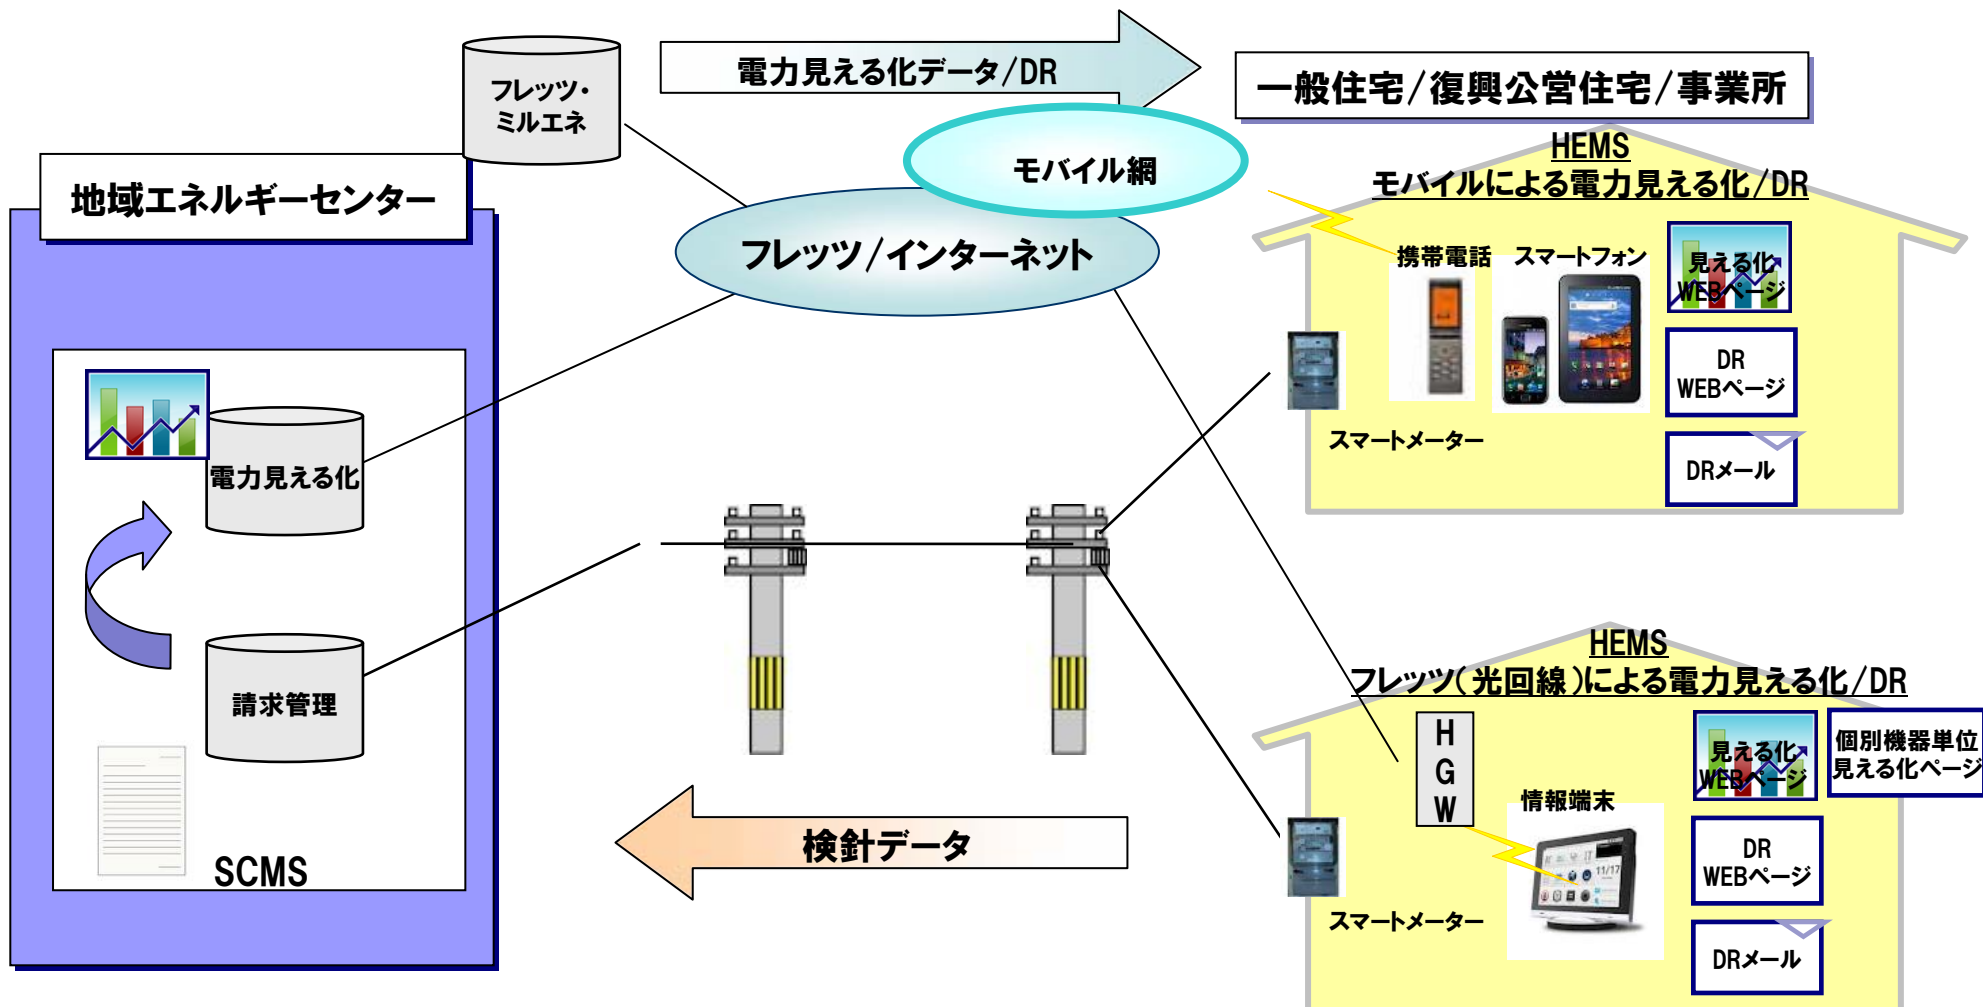 フレッツ・
ミルエネ
電力見える化データ/DR
一般住宅/復興公営住宅/事業所
モバイル網
フレッツ/インターネット
地域エネルギーセンター
電力見える化
請求管理
SCMS
検針データ
HEMS
モバイルによる電力見える化/DR
携帯電話
スマートフォン
見える化
WEBページ
DR
WEBページ
DRメール
スマートメーター
HEMS
フレッツ(光回線)による電力見える化/DR
H
G
W
情報端末
11/17
見える化
WEBページ
個別機器単位
見える化ページ
DR
WEBページ
DRメール
スマートメーター